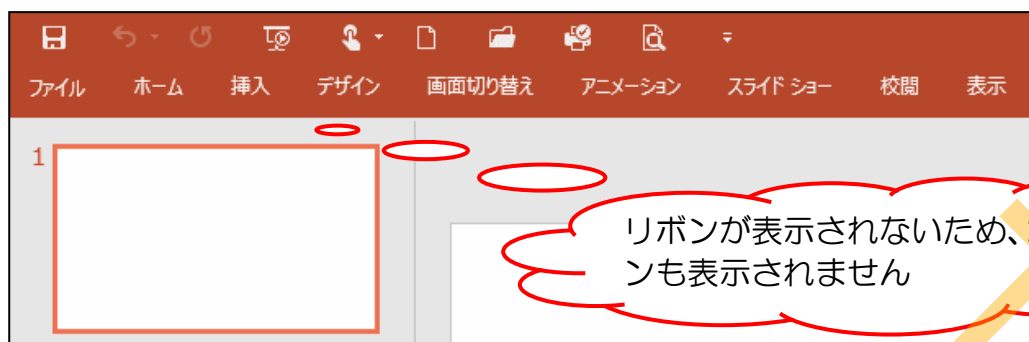 ファイル ホーム 挿入 デザイン 画面切り替え アニメーション スライド ショー 校閲 表示
1
リボンが表示されないため、
ンも表示されません